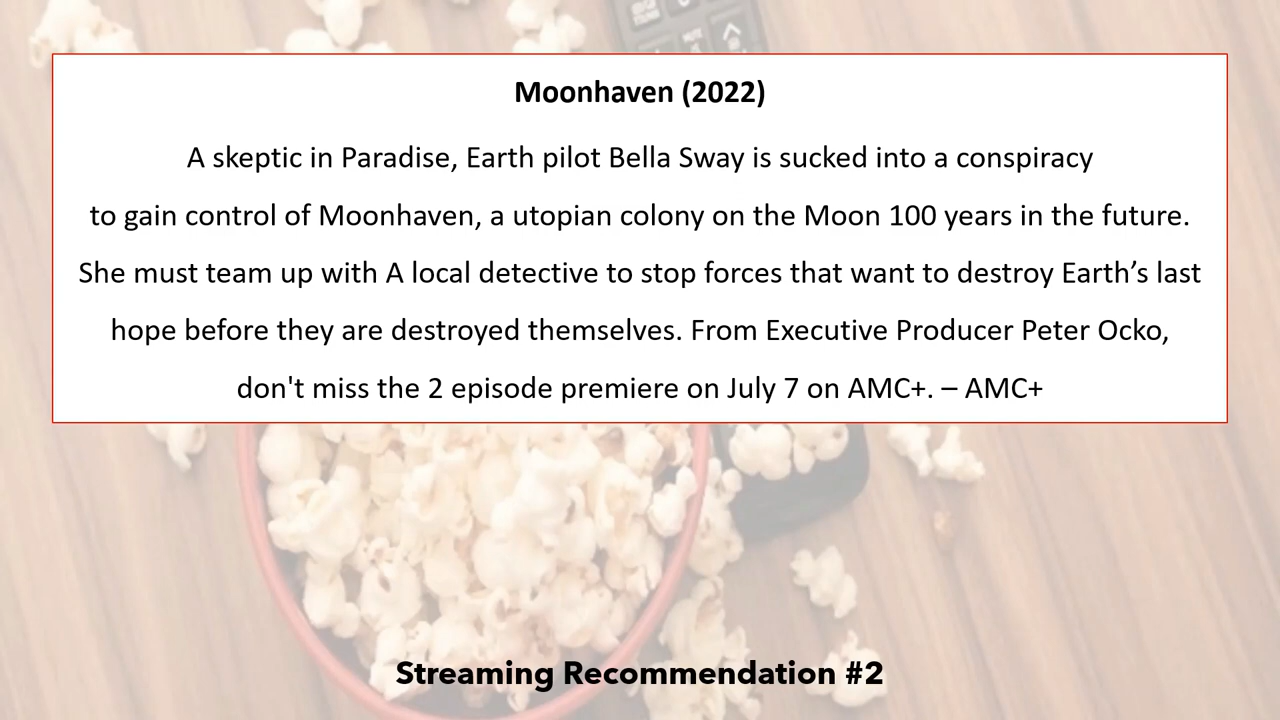 Moonhaven (2022)
A skeptic in Paradise, Earth pilot Bella Sway is sucked into a conspiracy
to gain control of Moonhaven, a utopian colony on the Moon 100 years in the future.
She must team up with A local detective to stop forces that want to destroy Earth’s last
hope before they are destroyed themselves. From Executive Producer Peter Ocko,
don't miss the 2 episode premiere on July 7 on AMC+. – AMC+
Streaming Recommendation #2